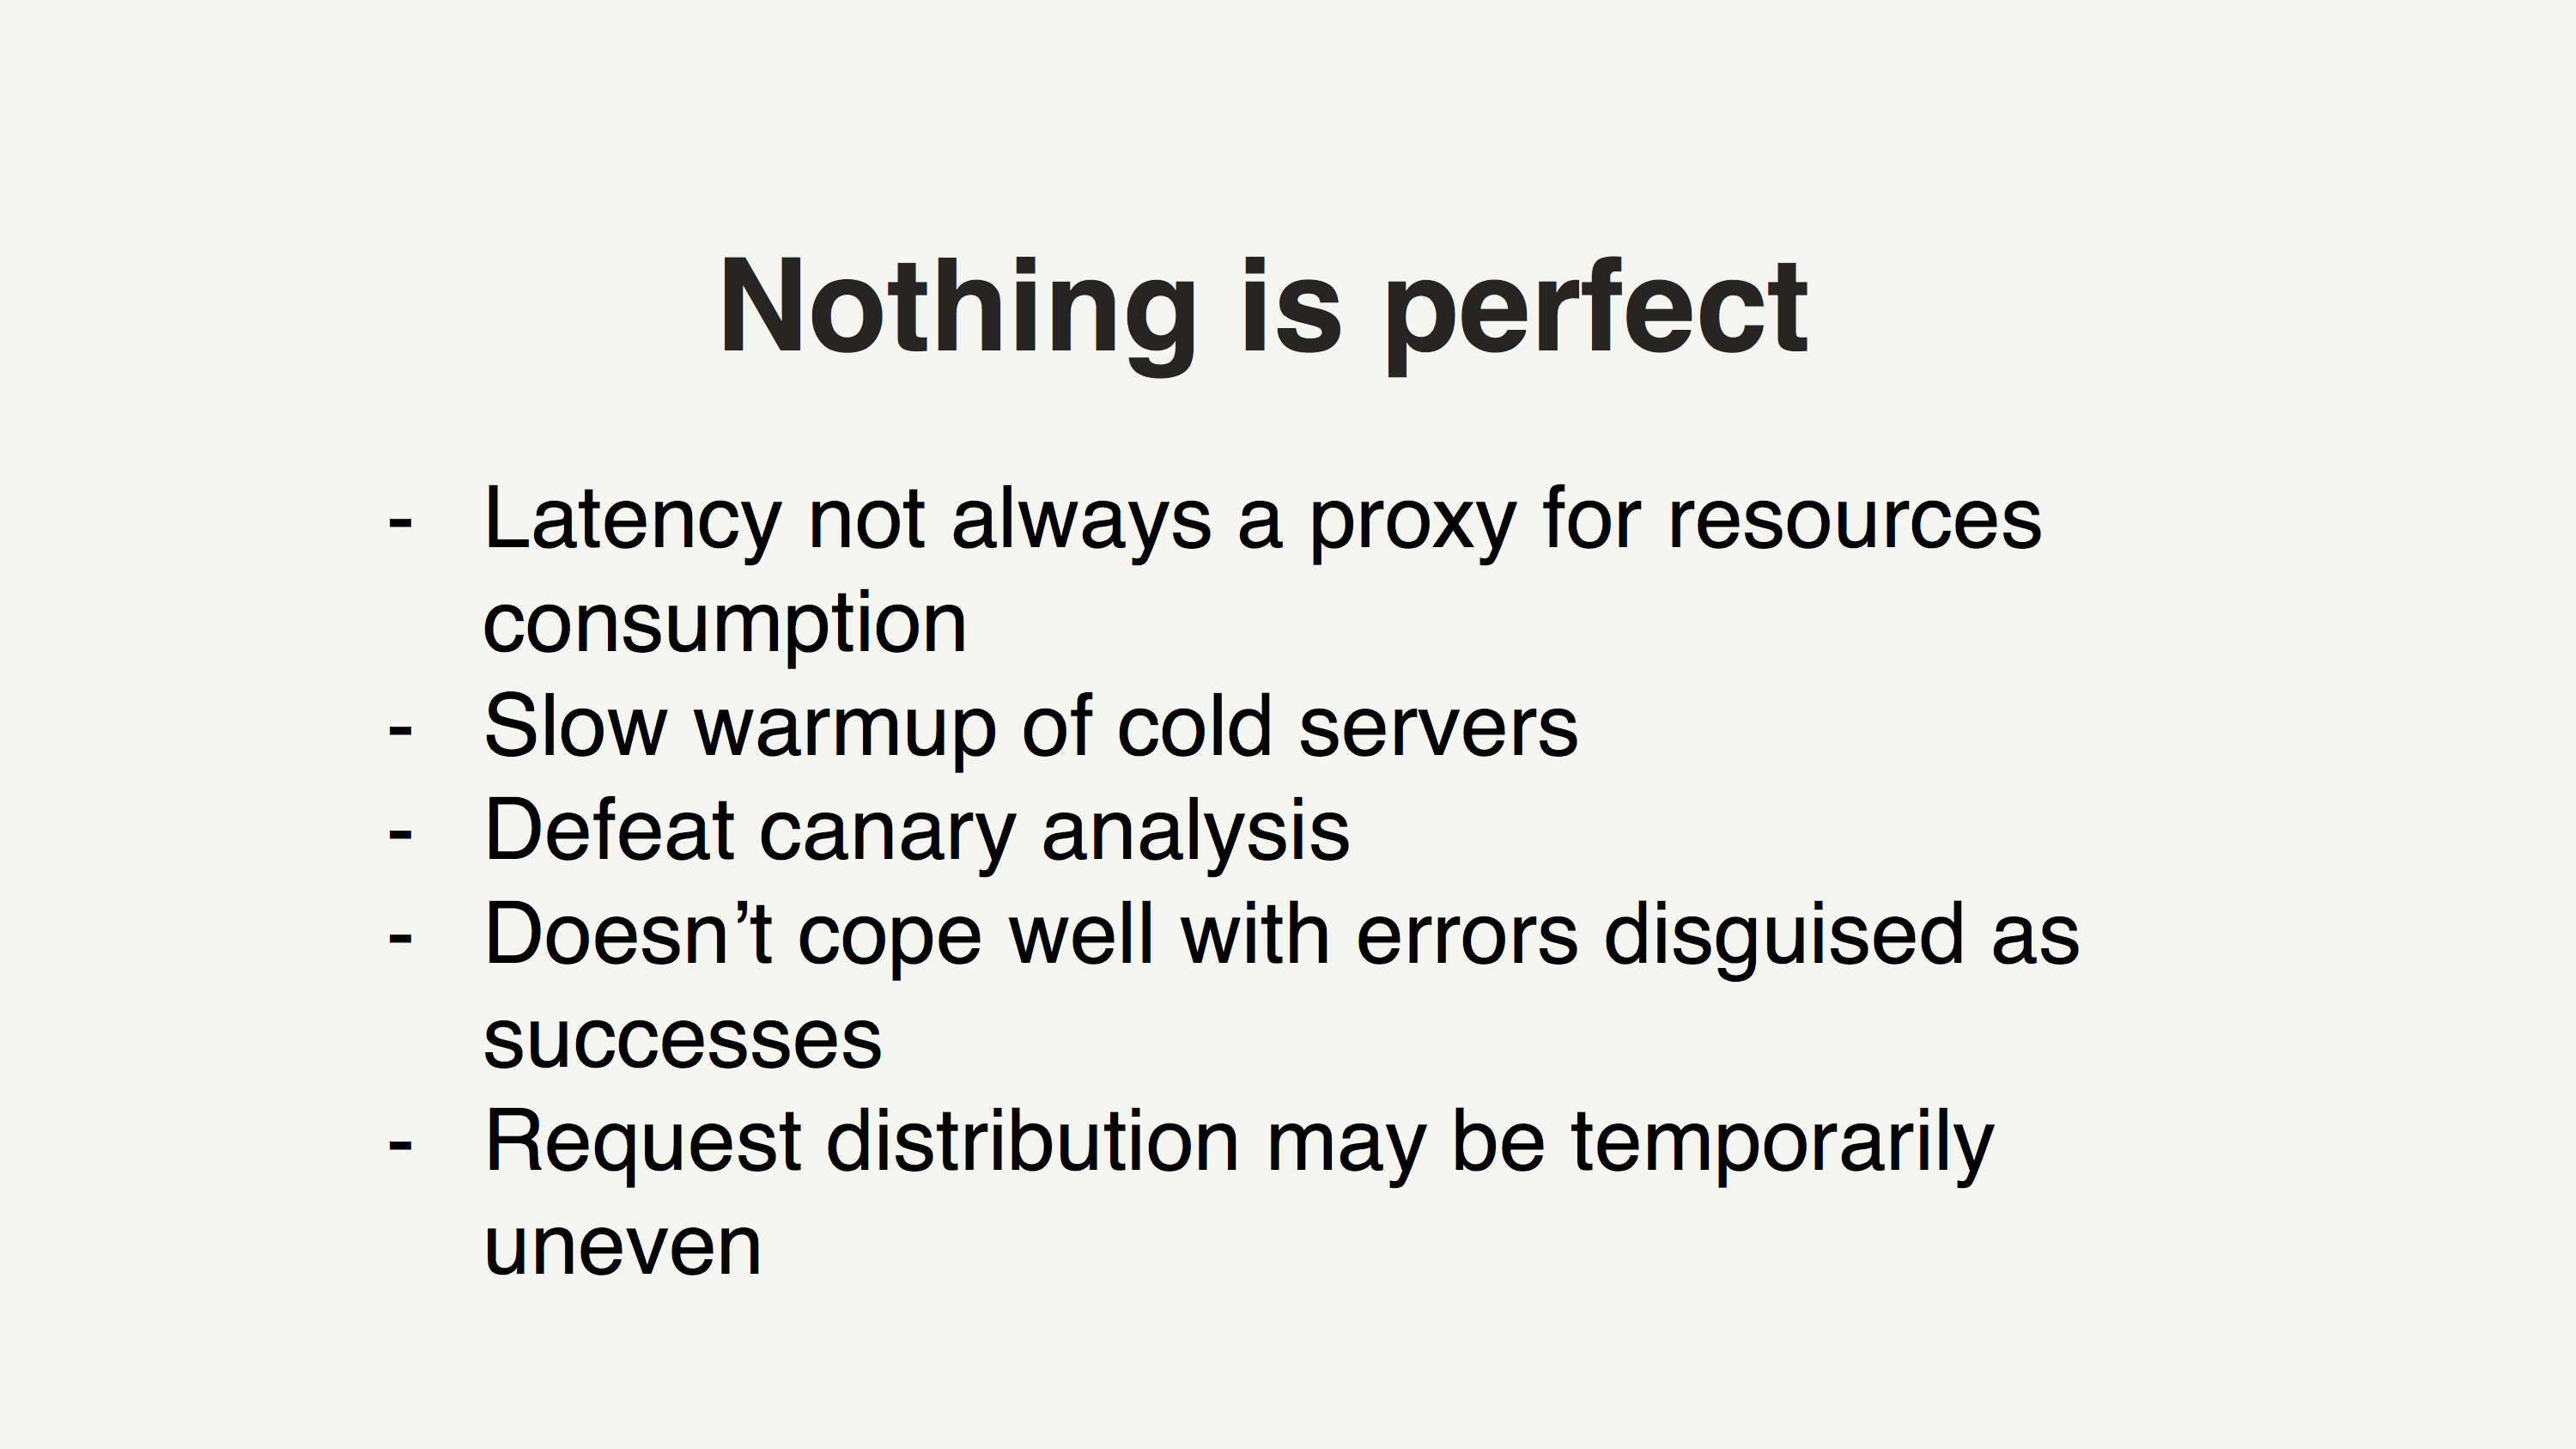 Nothing is perfect
- Latency not always a proxy for resources
consumption
- Slow warmup of cold servers
- Defeat canary analysis
- Doesn’t cope well with errors disguised as
successes
- Request distribution may be temporarily
uneven